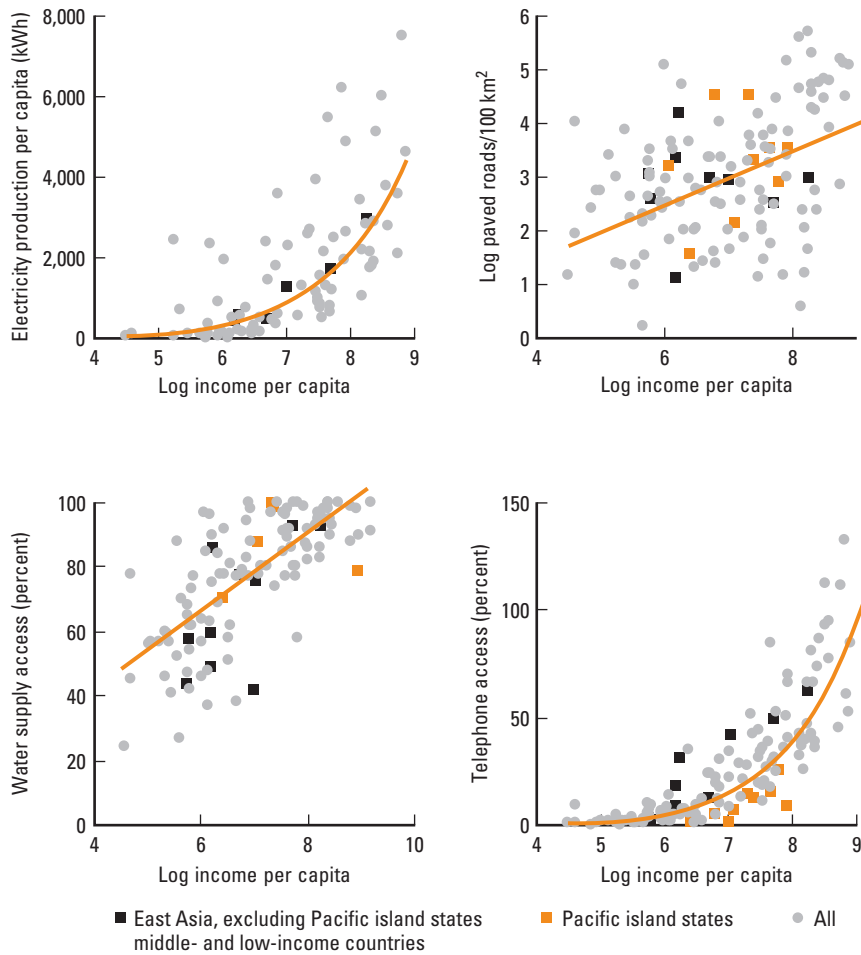 Electricity production per capita (kWh)
8,000
6,000
4,000
2,000
0
4 5 6 7 8 9
Log income per capita
Log paved roads/100 km²
6
5
4
3
2
1
0
4 6 8
Log income per capita
Water supply access (percent)
100
80
60
40
20
0
4 6 8 10
Log income per capita
Telephone access (percent)
150
100
50
0
4 5 6 7 8 9
Log income per capita
East Asia, excluding Pacific island states
middle- and low-income countries
Pacific island states
All